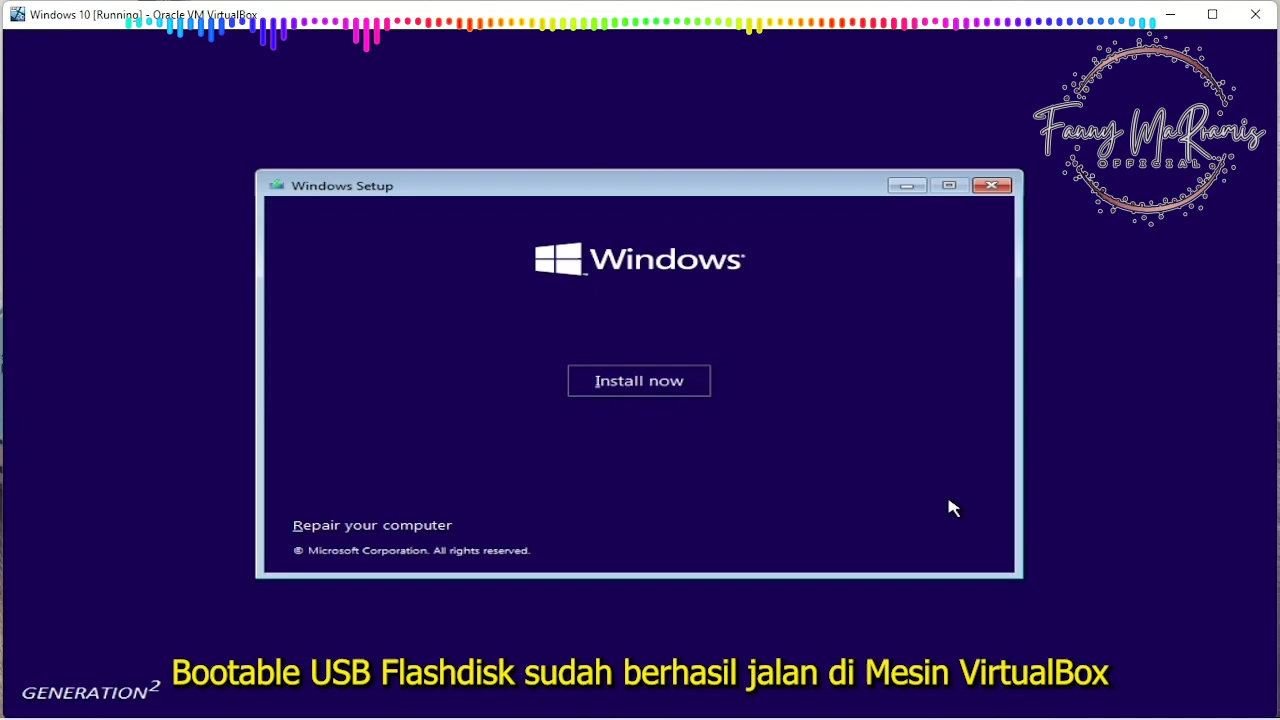 Windows 10 [Running] - Oracle VM VirtualBox
Fanny MaRramis
OFFICIAL
Windows Setup
Windows
Install now
Repair your computer
© Microsoft Corporation. All rights reserved.
Bootable USB Flashdisk sudah berhasil jalan di Mesin VirtualBox
GENERATION²